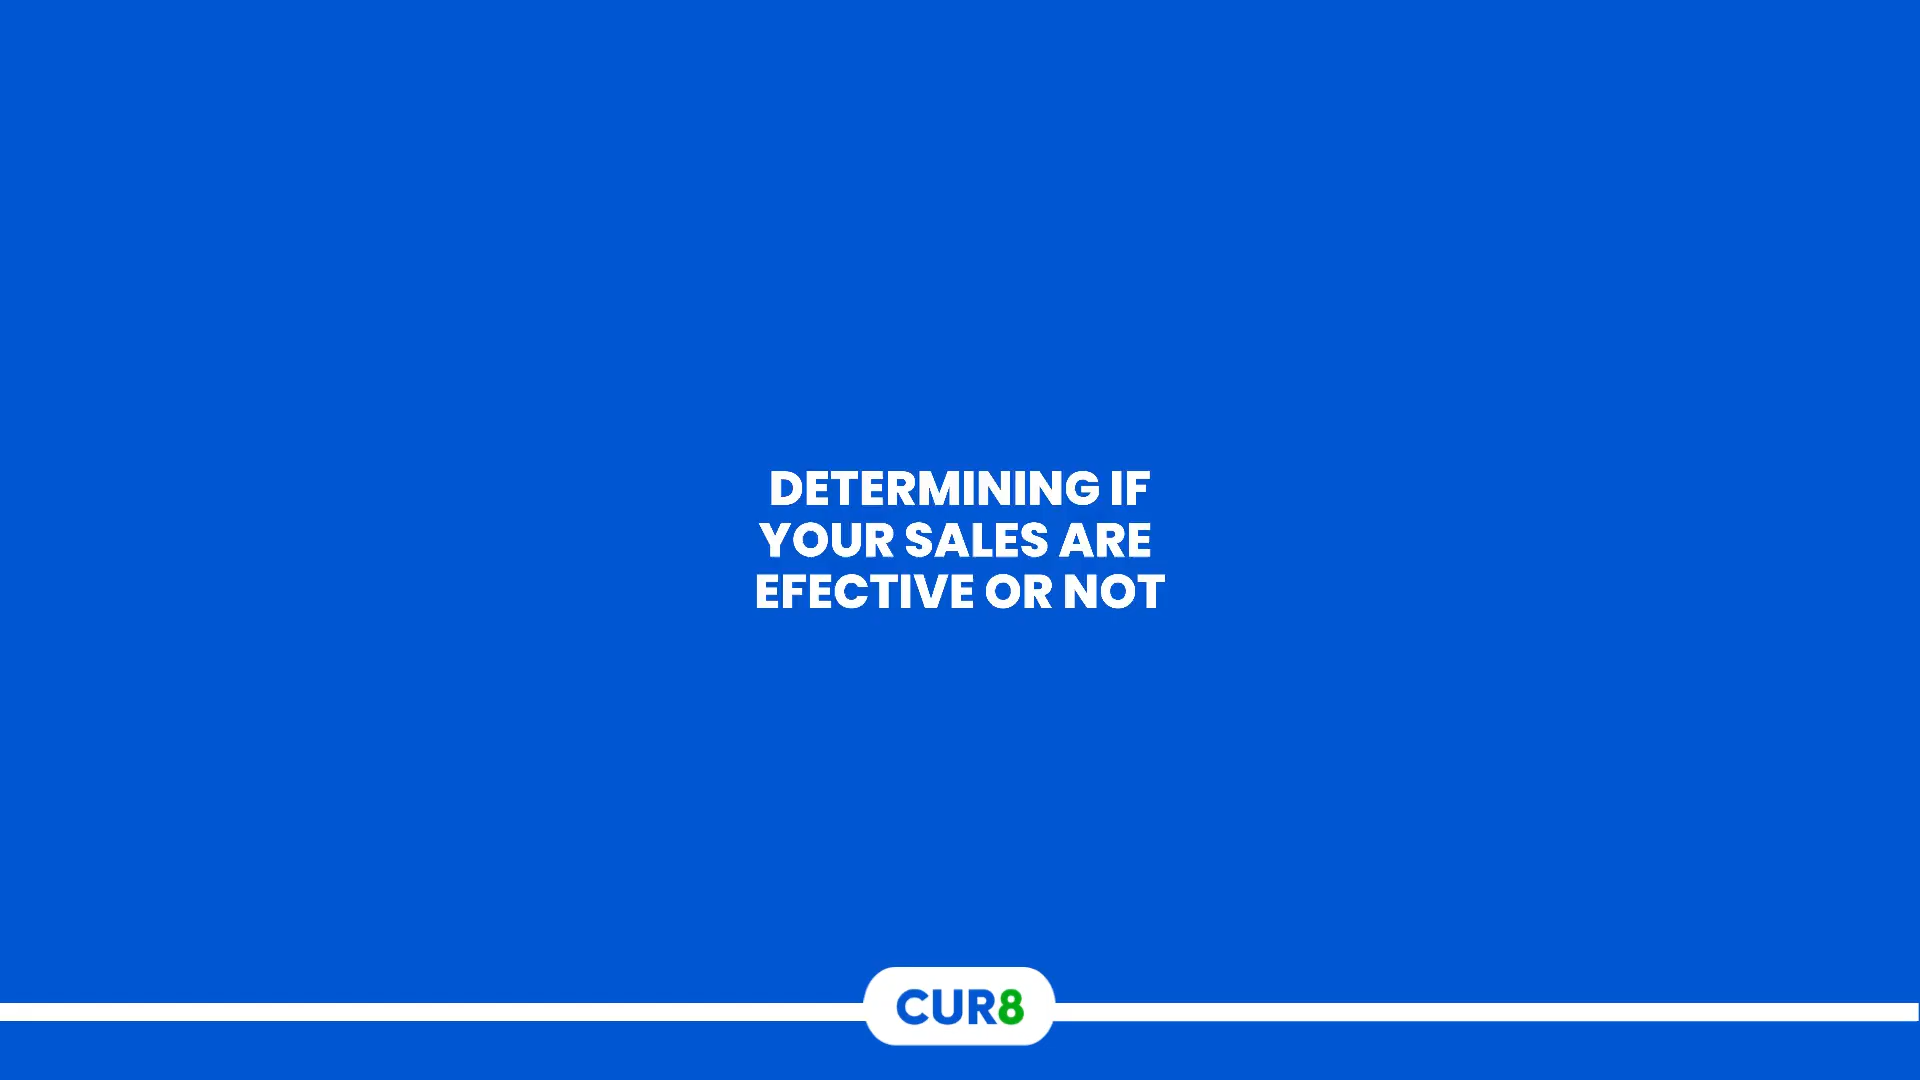 DETERMINING IF
YOUR SALES ARE
EFECTIVE OR NOT
CUR8